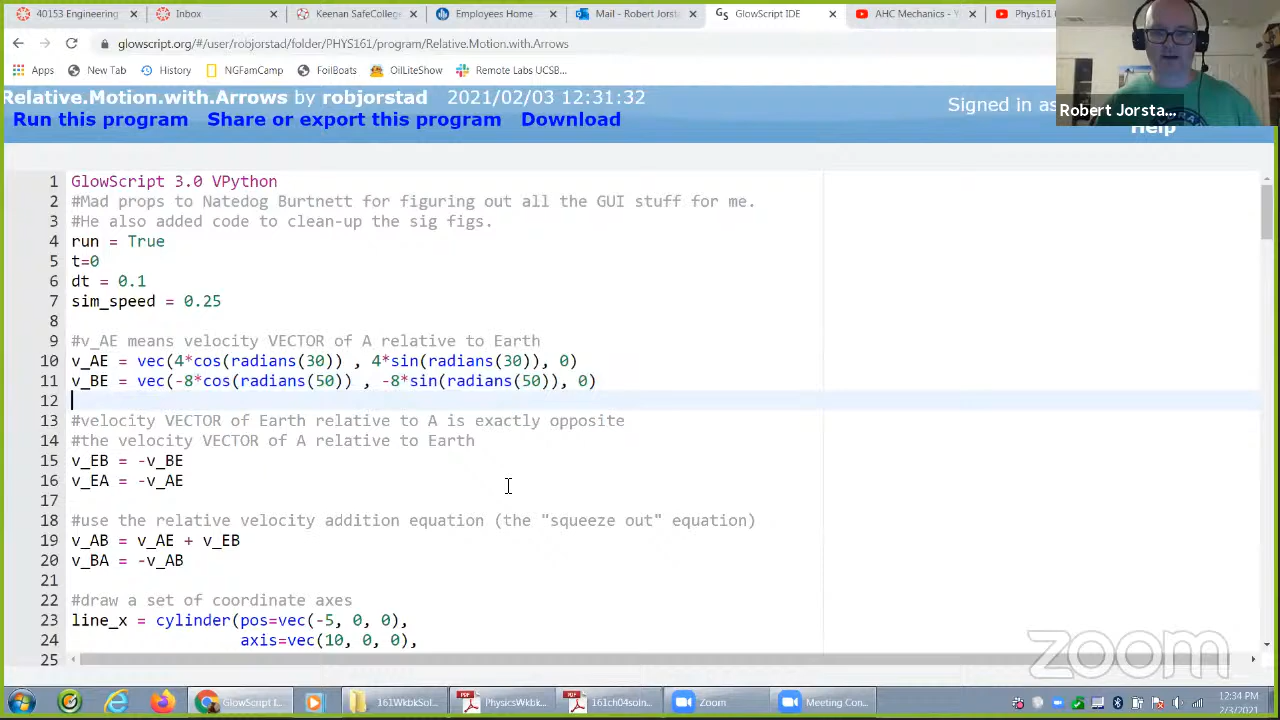 40153 Engineering
Inbox
Keenan SafeCollege
Employees Home
Mail - Robert Jorstad
GlowScript IDE
AHC Mechanics - Y
Phys161
glowscript.org/#/user/robjorstad/folder/PHYS161/program/Relative.Motion.with.Arrows
Apps
New Tab
History
NGFamCamp
FoilBoats
OilLiteShow
Remote Labs UCSB...
Relative.Motion.with.Arrows by robjorstad 2021/02/03 12:31:32
Signed in as
Robert Jorsta...
Run this program Share or export this program Download
Help
1 GlowScript 3.0 VPython
2 #Mad props to Natedog Burtnett for figuring out all the GUI stuff for me.
3 #He also added code to clean-up the sig figs.
4 run = True
5 t=0
6 dt = 0.1
7 sim_speed = 0.25
8
9 #v_AE means velocity VECTOR of A relative to Earth
10 v_AE = vec(4*cos(radians(30)) , 4*sin(radians(30)), 0)
11 v_BE = vec(-8*cos(radians(50)) , -8*sin(radians(50)), 0)
12
13 #velocity VECTOR of Earth relative to A is exactly opposite
14 #the velocity VECTOR of A relative to Earth
15 v_EB = -v_BE
16 v_EA = -v_AE
17
18 #use the relative velocity addition equation (the "squeeze out" equation)
19 v_AB = v_AE + v_EB
20 v_BA = -v_AB
21
22 #draw a set of coordinate axes
23 line_x = cylinder(pos=vec(-5, 0, 0),
24 axis=vec(10, 0, 0),
25
zoom
GlowScript I...
161WkbkSol...
PhysicsWkbk...
161ch04soln...
Zoom
Meeting Con...
12:34 PM
2/3/2021